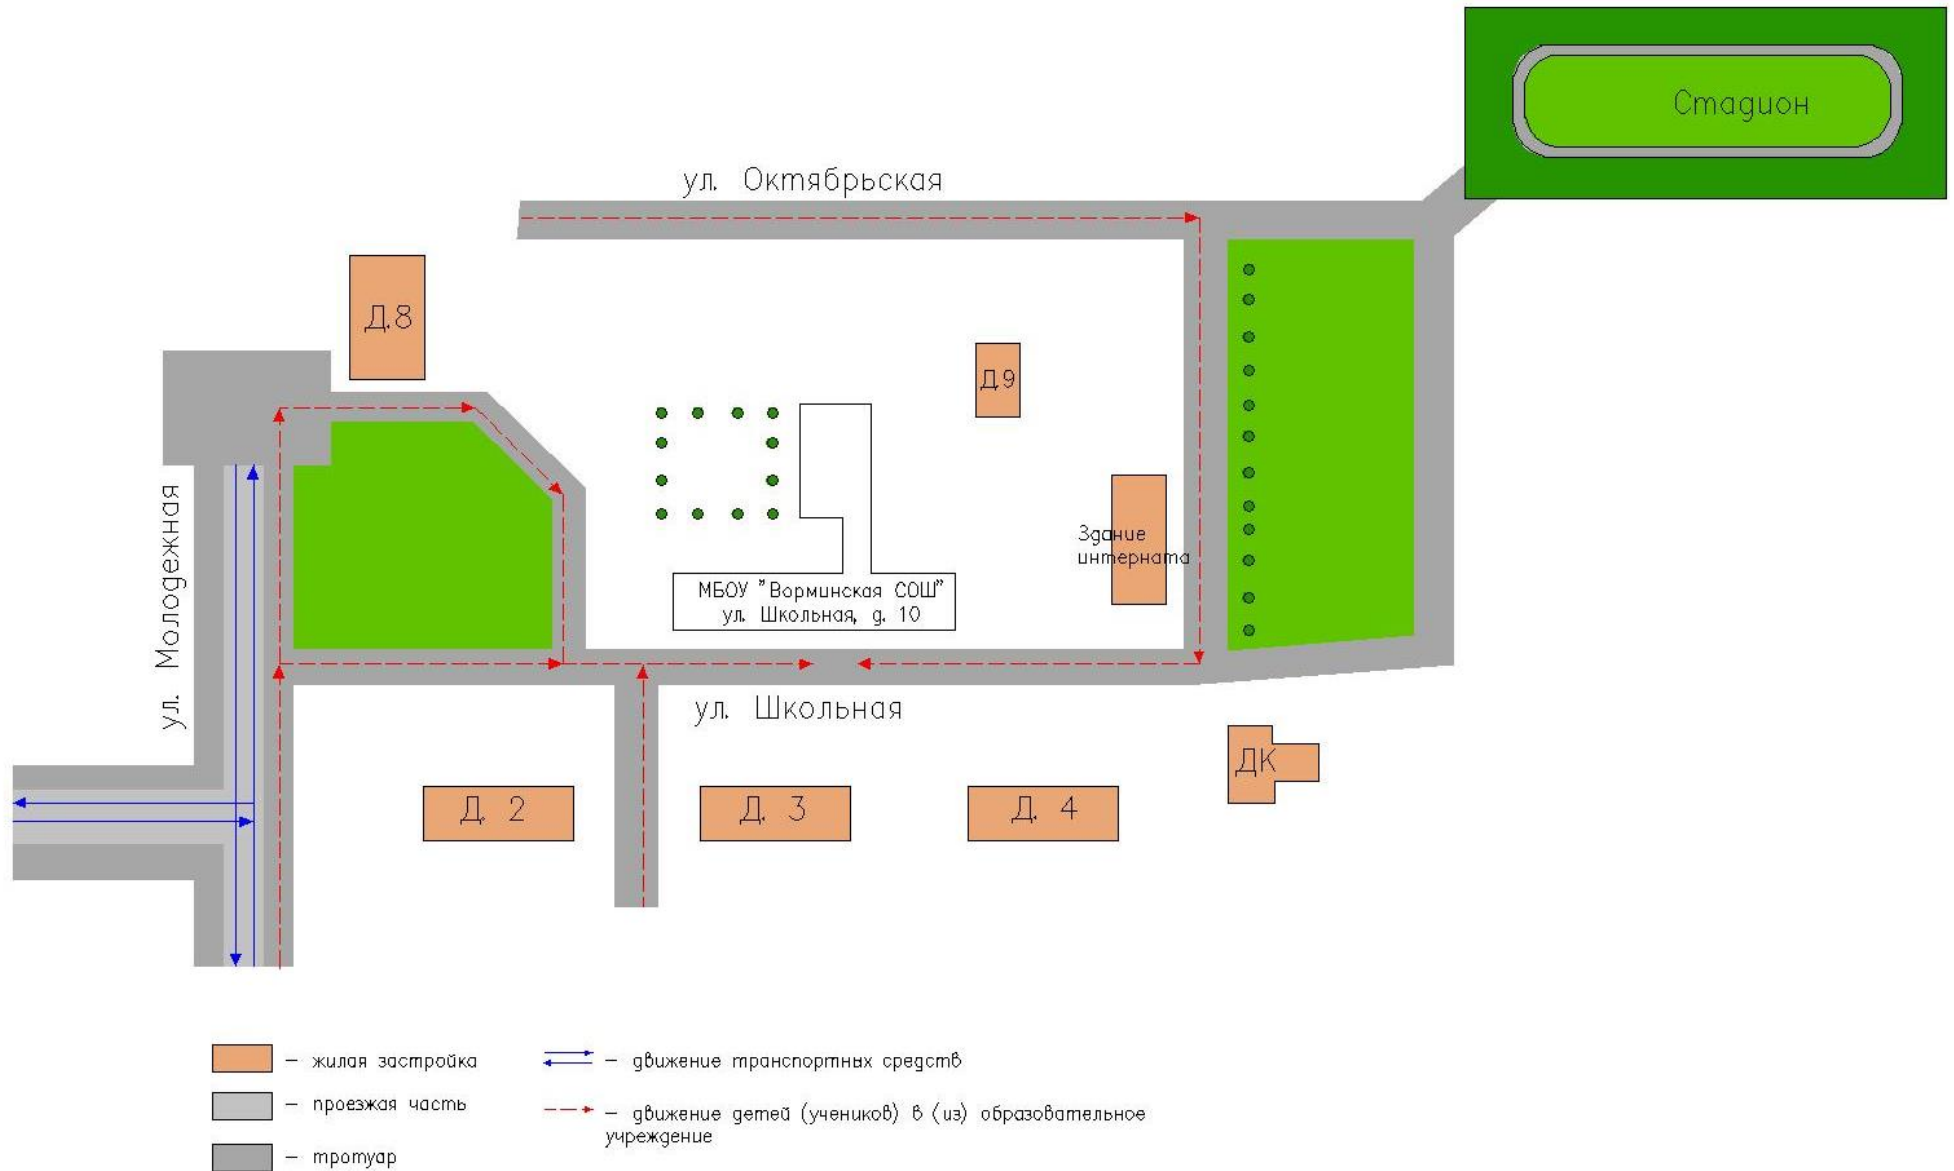 Стадион
ул. Октябрьская
Д.8
Д.9
ул. Молодежная
Здание
интерната
МБОУ "Ворминская СОШ"
ул. Школьная, д. 10
ул. Школьная
ДК
Д. 2
Д. 3
Д. 4
– жилая застройка
– движение транспортных средств
– проезжая часть
– движение детей (учеников) в (из) образовательное
учреждение
– тротуар